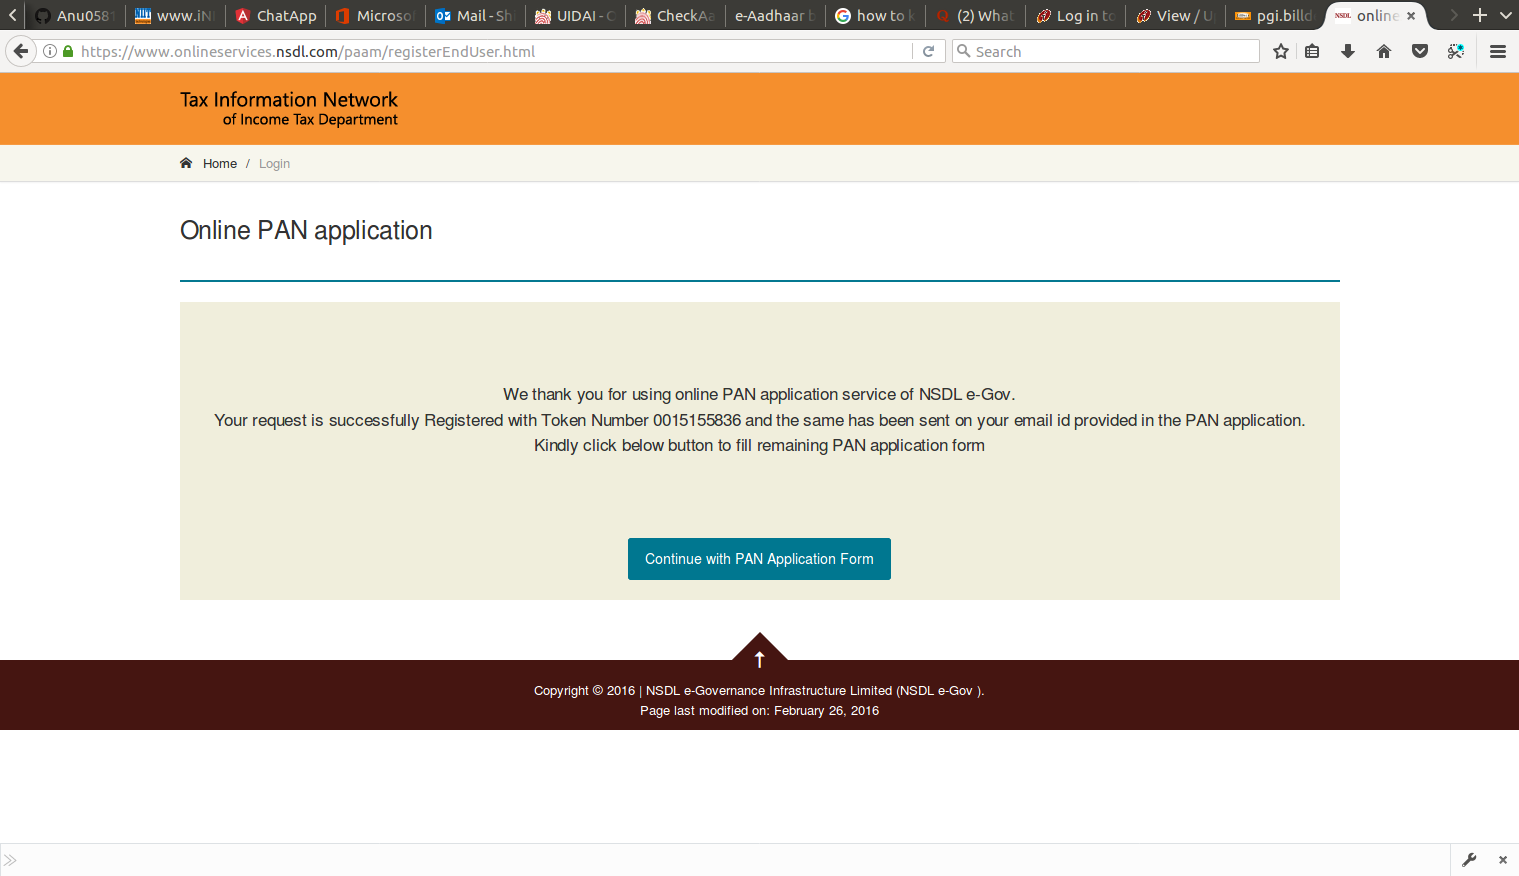 Anu0581
www.iNI
ChatApp
Microso
Mail - Sh
UIDAI - O
CheckAa
e-Aadhaar b
how to k
(2) What
Log in to
View / U
pgi.billd
NSDL online
https://www.onlineservices.nsdl.com/paam/registerEndUser.html
Search
Tax Information Network
of Income Tax Department
Home / Login
Online PAN application
We thank you for using online PAN application service of NSDL e-Gov.
Your request is successfully Registered with Token Number 0015155836 and the same has been sent on your email id provided in the PAN application.
Kindly click below button to fill remaining PAN application form
Continue with PAN Application Form
Copyright © 2016 | NSDL e-Governance Infrastructure Limited (NSDL e-Gov ).
Page last modified on: February 26, 2016